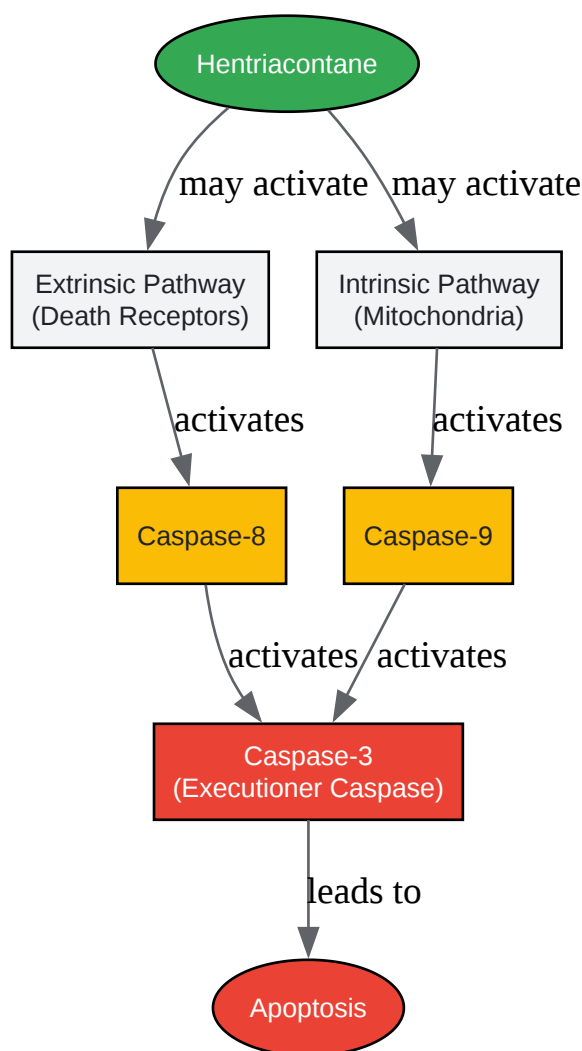 Hentriacontane
may activate
may activate
Extrinsic Pathway
(Death Receptors)
Intrinsic Pathway
(Mitochondria)
activates
activates
Caspase-8
Caspase-9
activates
activates
Caspase-3
(Executioner Caspase)
leads to
Apoptosis